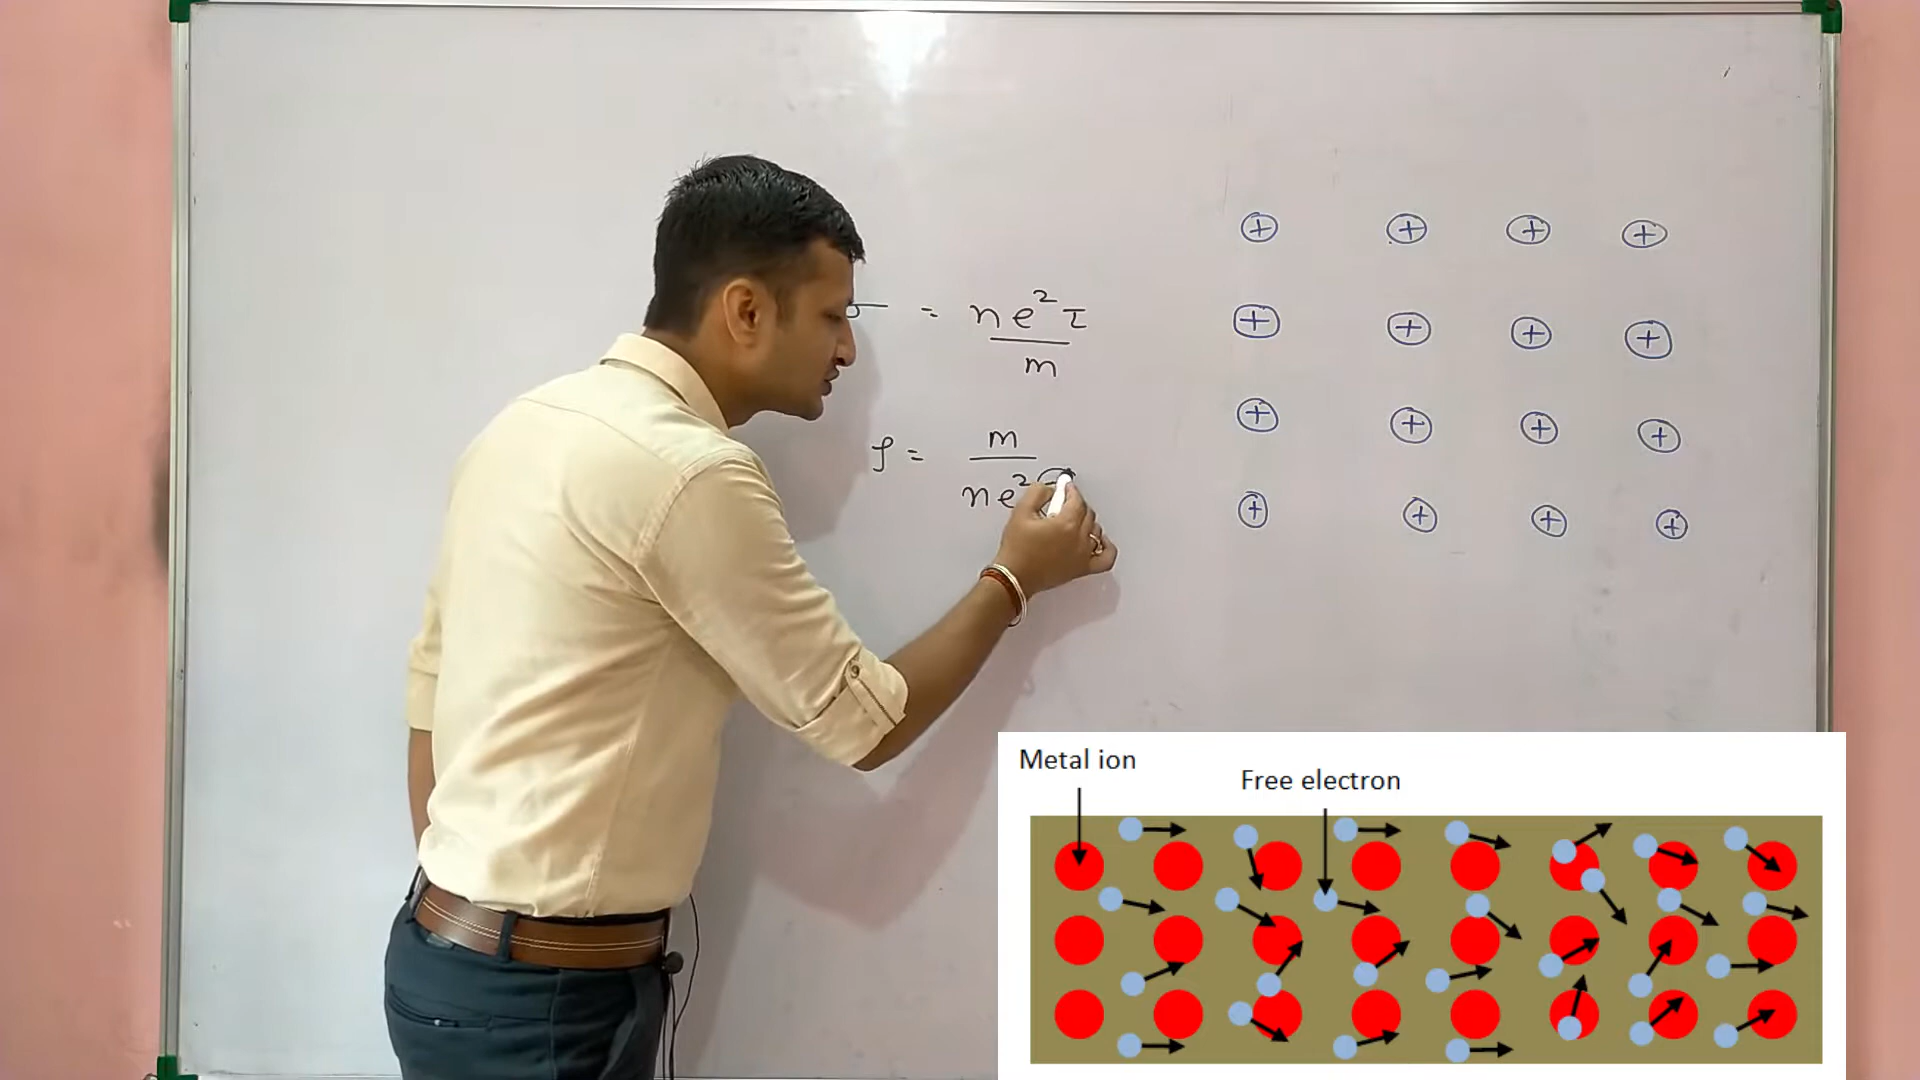 σ = ne²τ
m
ρ = m
ne²
+ + + +
+ + + +
+ + + +
+ + + +
Metal ion
Free electron